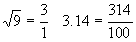 √9 = 3/1   3.14 = 314/100